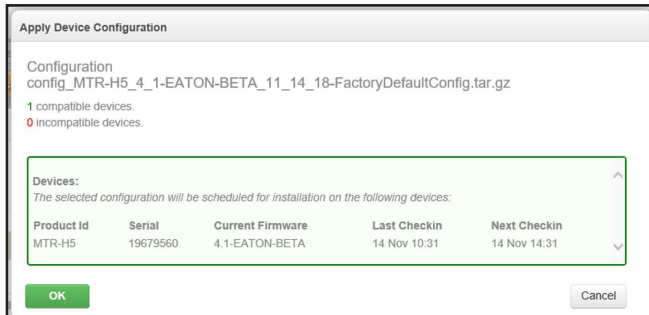 Apply Device Configuration
Configuration
config_MTR-H5_4_1-EATON-BETA_11_14_18-FactoryDefaultConfig.tar.gz
1 compatible devices.
0 incompatible devices.
Devices:
The selected configuration will be scheduled for installation on the following devices:
Product Id Serial Current Firmware Last Checkin Next Checkin
MTR-H5 19679560 4.1-EATON-BETA 14 Nov 10:31 14 Nov 14:31
OK Cancel